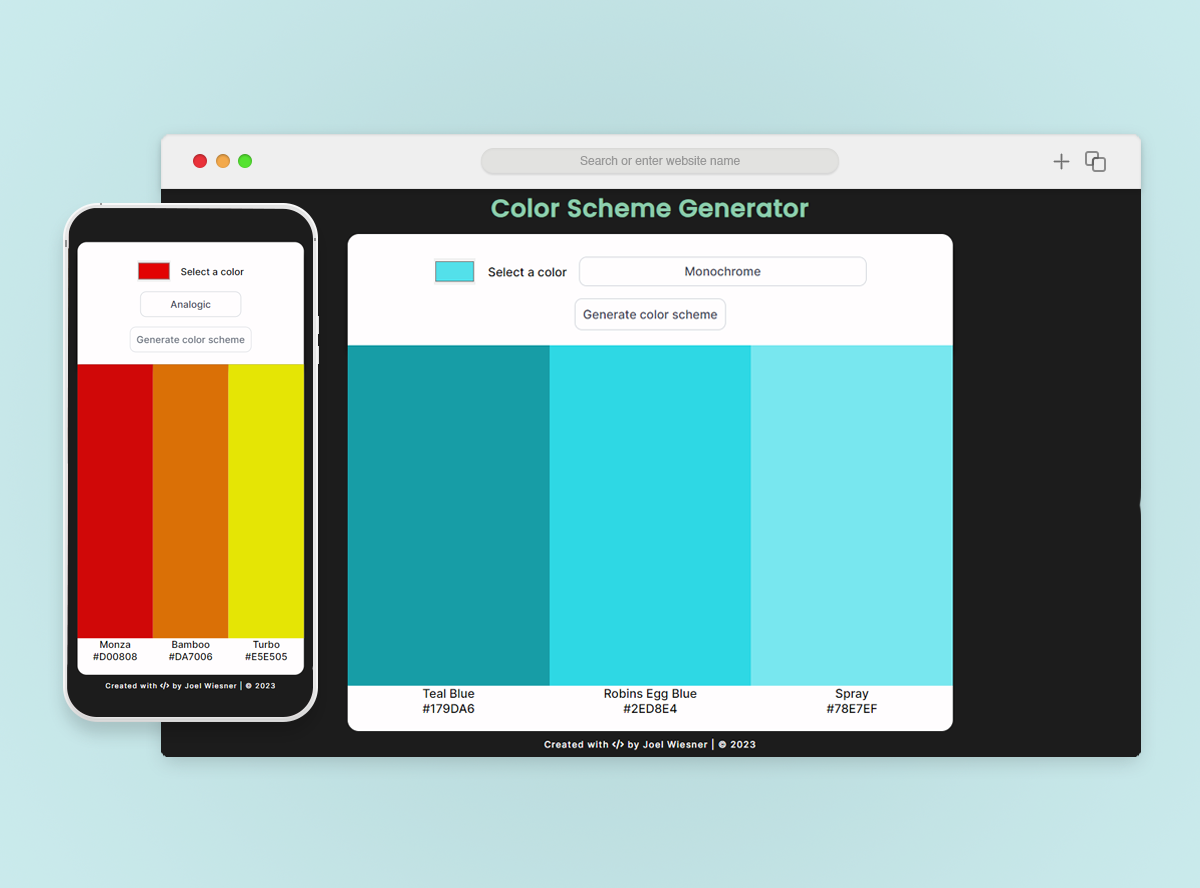 Search or enter website name
Color Scheme Generator
Select a color
Monochrome
Generate color scheme
Teal Blue
#179DA6
Robins Egg Blue
#2ED8E4
Spray
#78E7EF
Created with </> by Joel Wiesner | © 2023
Select a color
Analogic
Generate color scheme
Monza
#D00808
Bamboo
#DA7006
Turbo
#E5E505
Created with </> by Joel Wiesner | © 2023